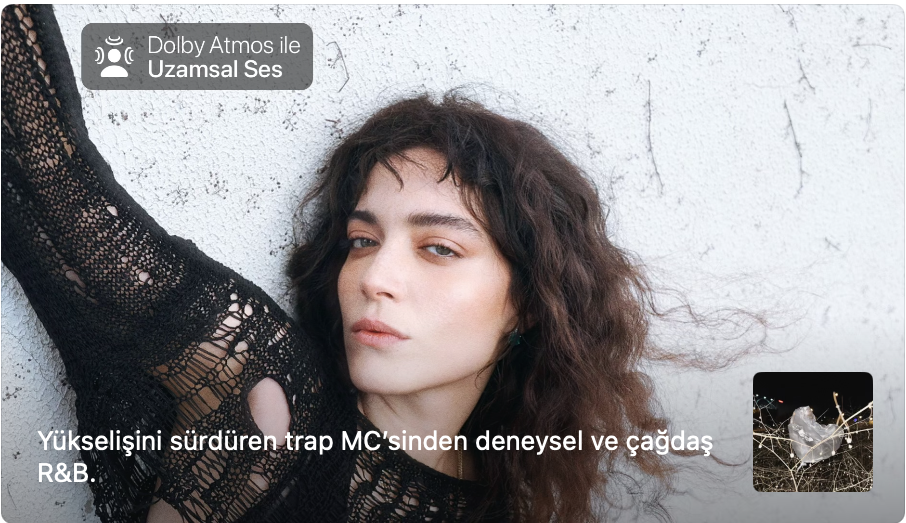 Dolby Atmos ile
Uzamsal Ses
Yükselişini sürdüren trap MC'sinden deneysel ve çağdaş
R&B.